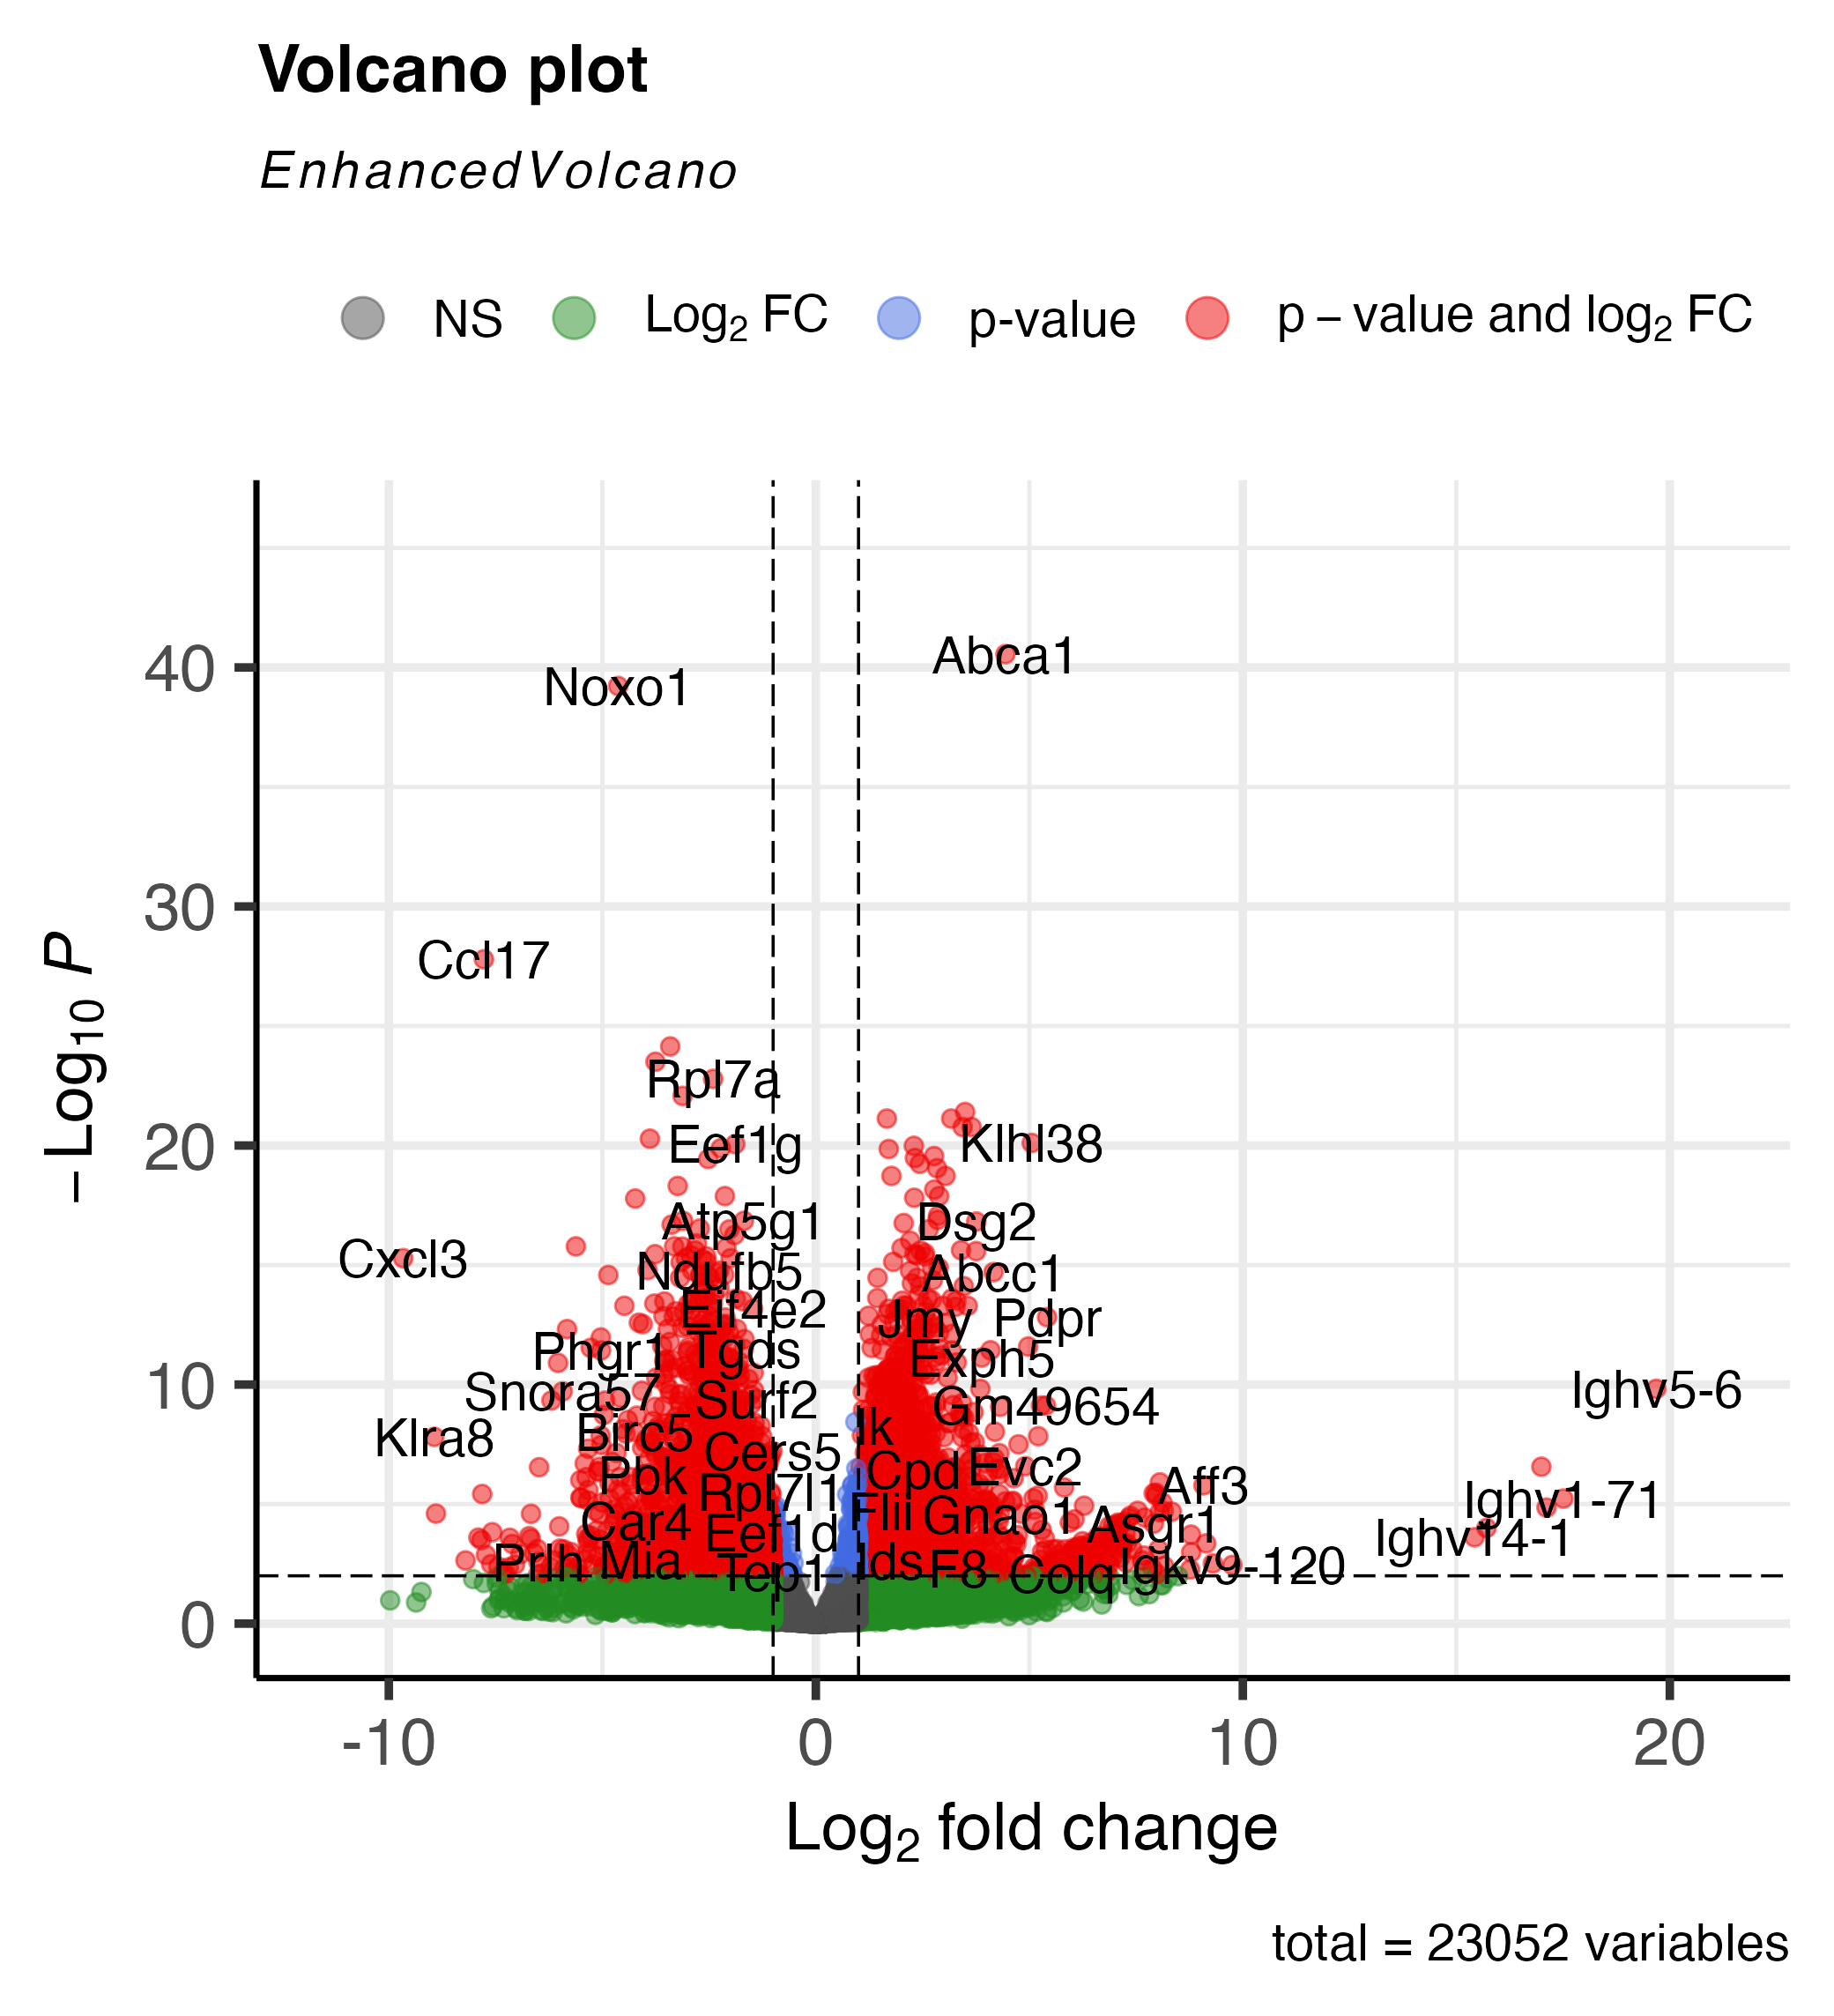 Volcano plot
EnhancedVolcano
NS Log2 FC p-value p – value and log2 FC
–Log10 P
40
30
20
10
0
Abca1
Noxo1
Ccl17
Rpl7a
Eef1g
Klhl38
Atp5g1
Dsg2
Cxcl3
Ndufb5
Abcc1
Eif4e2
Jmy
Pdpr
Phgr1
Tgds
Exph5
Snora57
Surf2
Gm49654
Ighv5-6
Klra8
Birc5
Ik
Cers5
Pbk
Cpd
Evc2
Aff3
Rpl7l1
Ighv1-71
Car4
Flii
Gnao1
Asgr1
Eef1d
Ighv14-1
Prlh
Mia
Tep1
Ids
F8
Colq
Igkv9-120
-10 0 10 20
Log2 fold change
total = 23052 variables